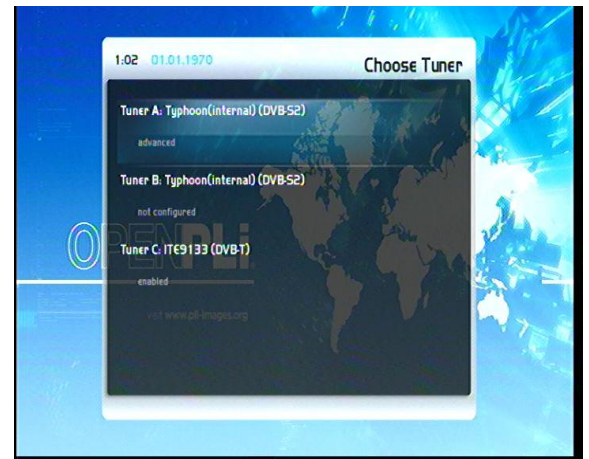 1:02 01.01.1970
Choose Tuner
Tuner A: Typhoon(internal) (DVB-S2)
advanced
Tuner B: Typhoon(internal) (DVB-S2)
not configured
OPENPLi
Tuner C: ITE9133 (DVB-T)
enabled
visit www.pli-images.org